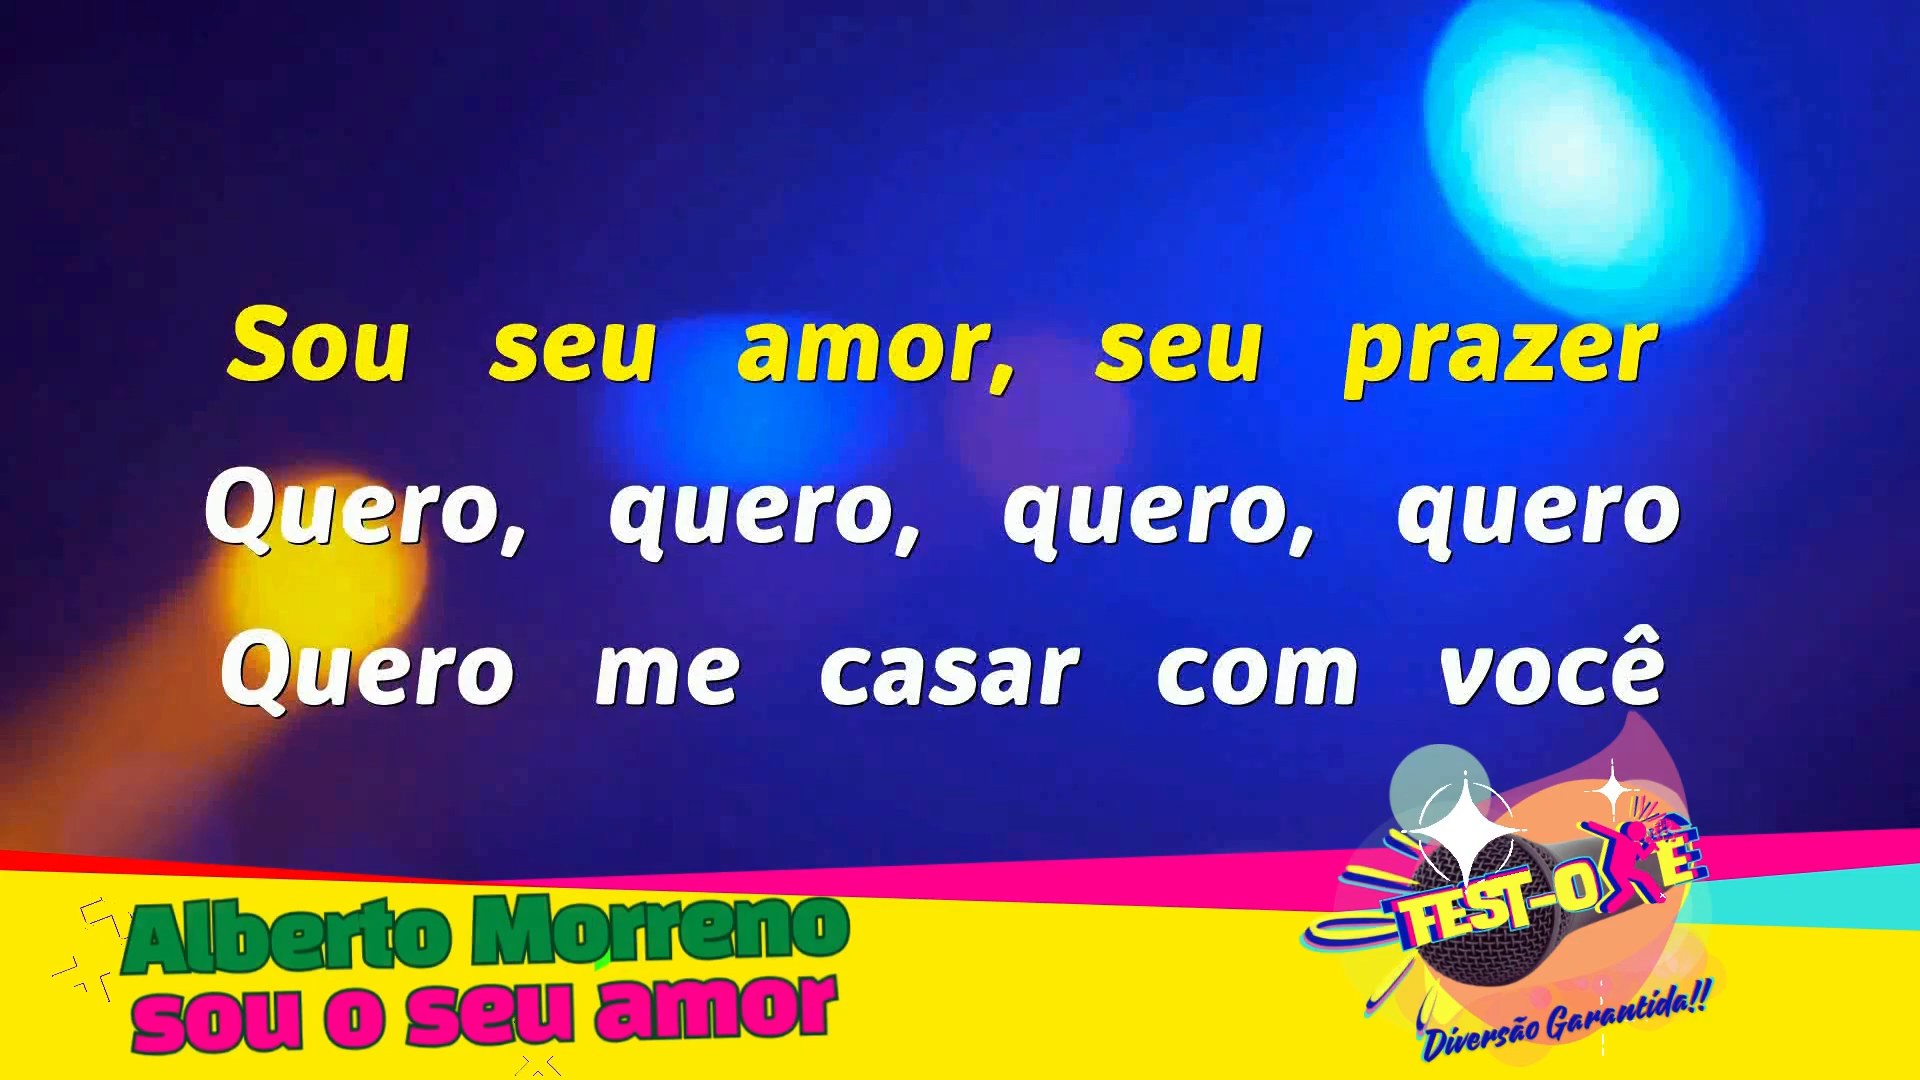 Sou seu amor, seu prazer
Quero, quero, quero, quero
Quero me casar com você
Alberto Morreno
sou o seu amor
FEST-OKÊ
Diversão Garantida!!